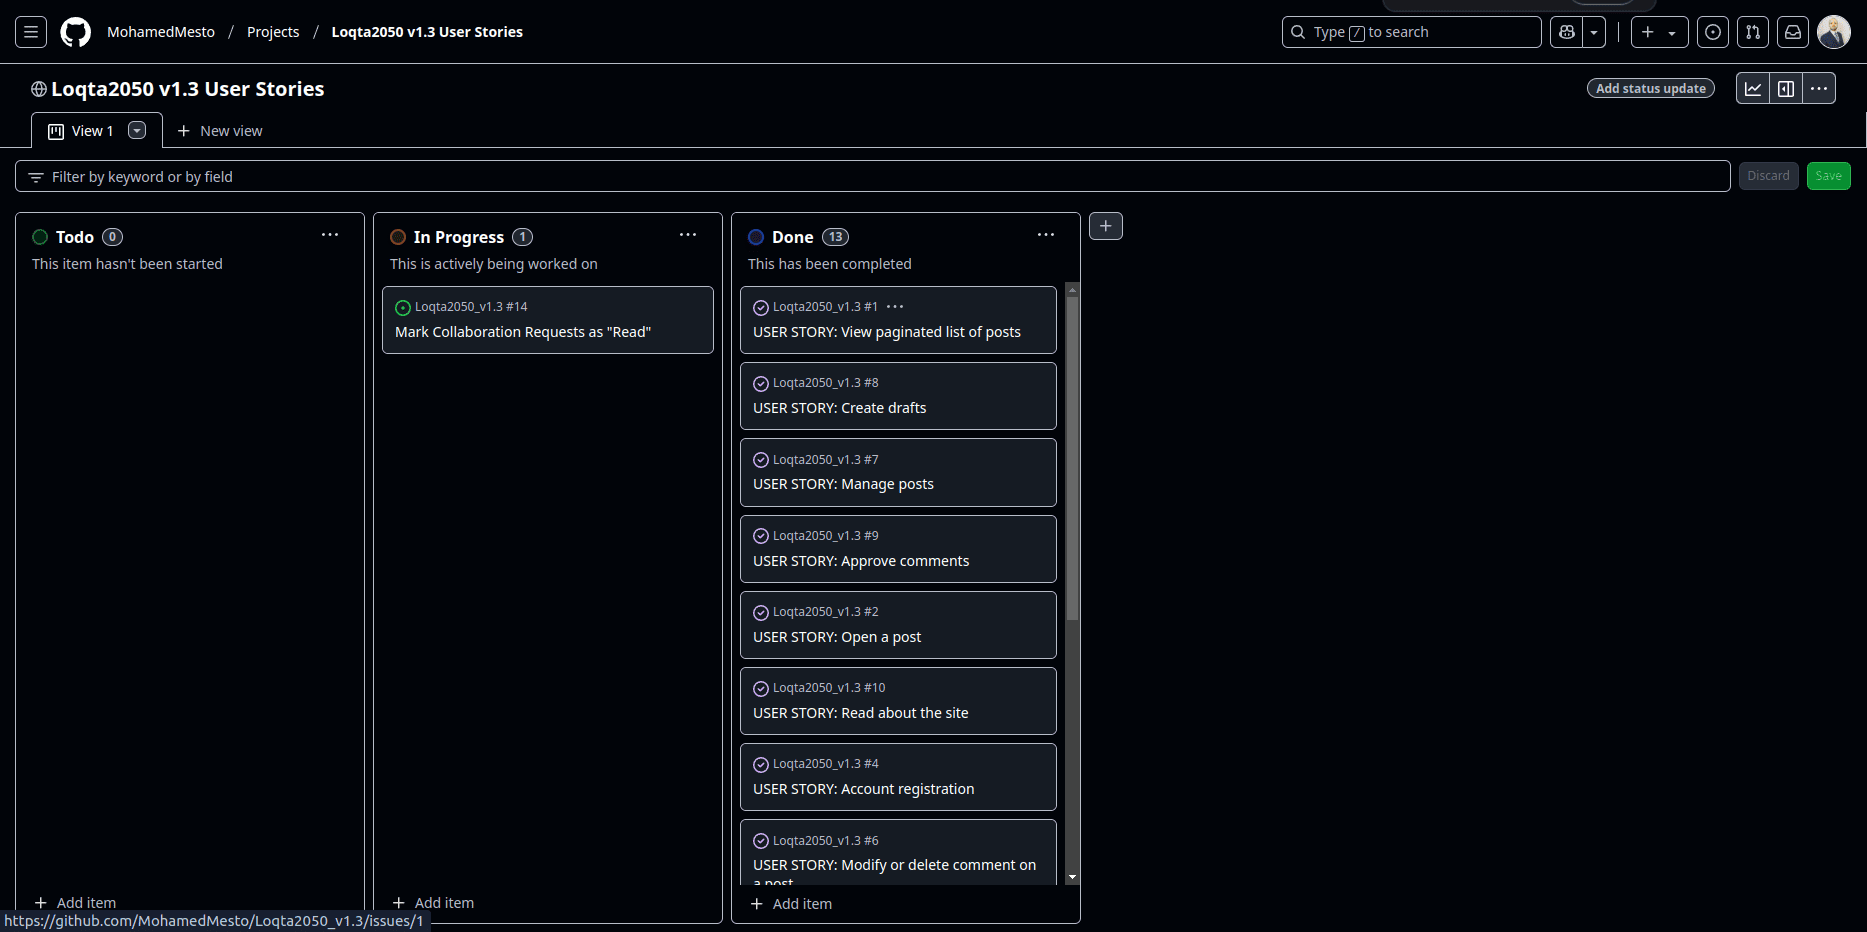 MohamedMesto / Projects / Loqta2050 v1.3 User Stories
Type / to search
Loqta2050 v1.3 User Stories
Add status update
View 1
New view
Filter by keyword or by field
Discard
Save
Todo 0
This item hasn't been started
Add item
In Progress 1
This is actively being worked on
Loqta2050_v1.3 #14
Mark Collaboration Requests as "Read"
Add item
Done 13
This has been completed
Loqta2050_v1.3 #1
USER STORY: View paginated list of posts
Loqta2050_v1.3 #8
USER STORY: Create drafts
Loqta2050_v1.3 #7
USER STORY: Manage posts
Loqta2050_v1.3 #9
USER STORY: Approve comments
Loqta2050_v1.3 #2
USER STORY: Open a post
Loqta2050_v1.3 #10
USER STORY: Read about the site
Loqta2050_v1.3 #4
USER STORY: Account registration
Loqta2050_v1.3 #6
USER STORY: Modify or delete comment on
a post
Add item
https://github.com/MohamedMesto/Loqta2050_v1.3/issues/1